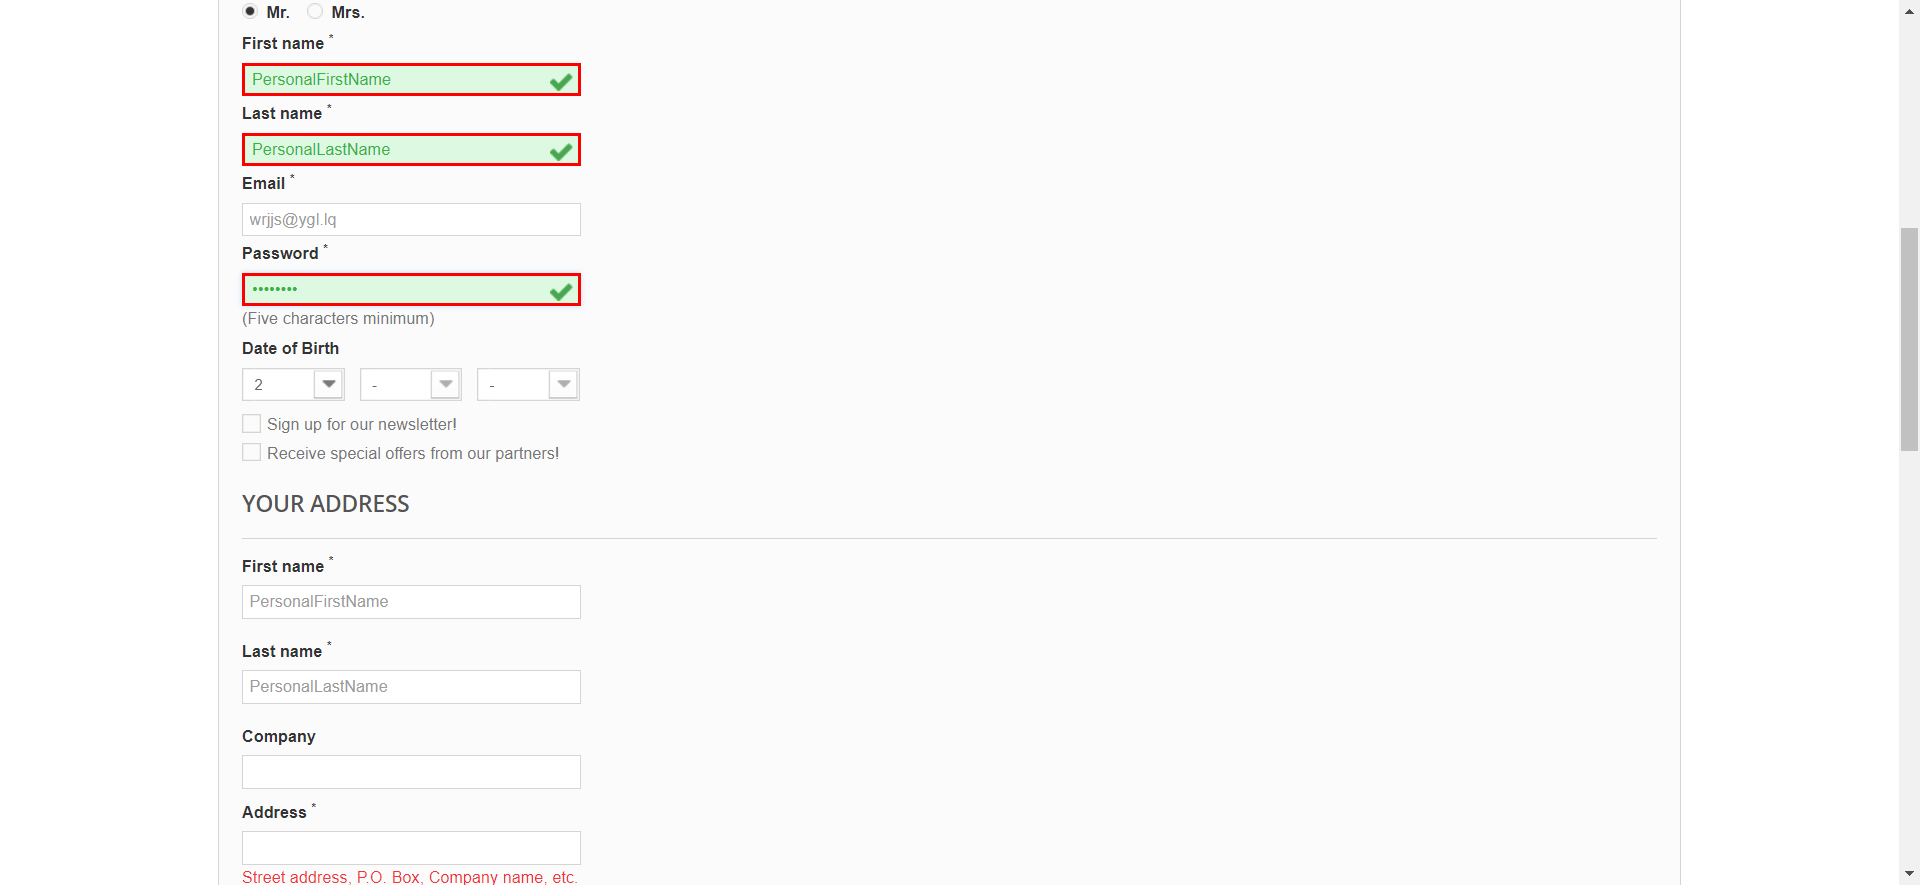 Mr. Mrs.
First name *
PersonalFirstName
Last name *
PersonalLastName
Email *
wrjjs@ygl.lq
Password *
••••••••
(Five characters minimum)
Date of Birth
2 - -
Sign up for our newsletter!
Receive special offers from our partners!
YOUR ADDRESS
First name *
PersonalFirstName
Last name *
PersonalLastName
Company
Address *
Street address, P.O. Box, Company name, etc.